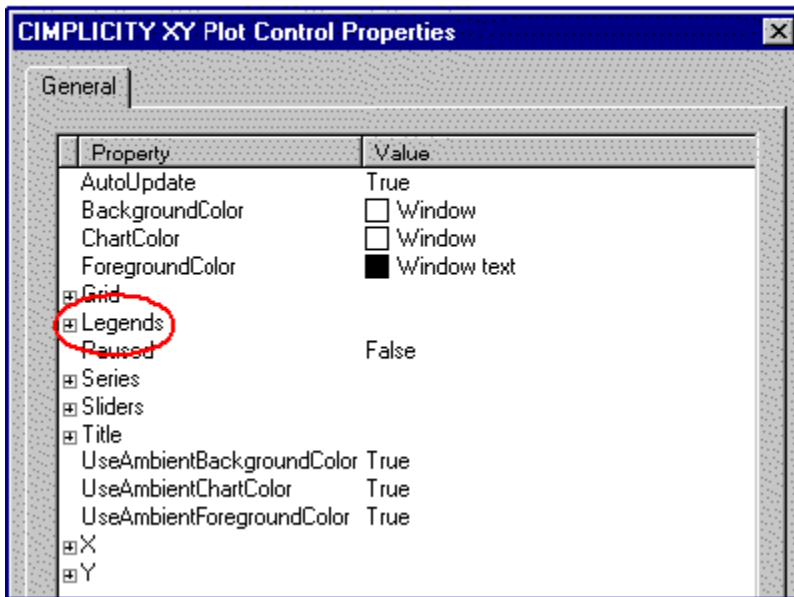 CIMPLICITY XY Plot Control Properties
General
Property Value
AutoUpdate True
BackgroundColor Window
ChartColor Window
ForegroundColor Window text
Grid
Legends
Paused False
Series
Sliders
Title
UseAmbientBackgroundColor True
UseAmbientChartColor True
UseAmbientForegroundColor True
X
Y